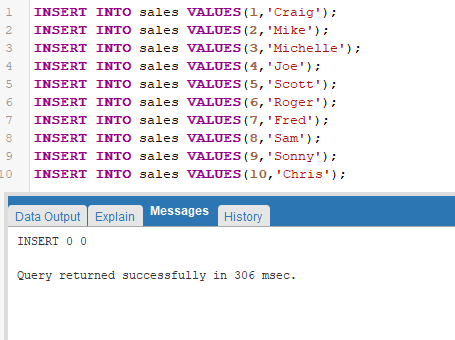 1 INSERT INTO sales VALUES(1,'Craig');
2 INSERT INTO sales VALUES(2,'Mike');
3 INSERT INTO sales VALUES(3,'Michelle');
4 INSERT INTO sales VALUES(4,'Joe');
5 INSERT INTO sales VALUES(5,'Scott');
6 INSERT INTO sales VALUES(6,'Roger');
7 INSERT INTO sales VALUES(7,'Fred');
8 INSERT INTO sales VALUES(8,'Sam');
9 INSERT INTO sales VALUES(9,'Sonny');
10 INSERT INTO sales VALUES(10,'Chris');
Data Output Explain Messages History
INSERT 0 0
Query returned successfully in 306 msec.